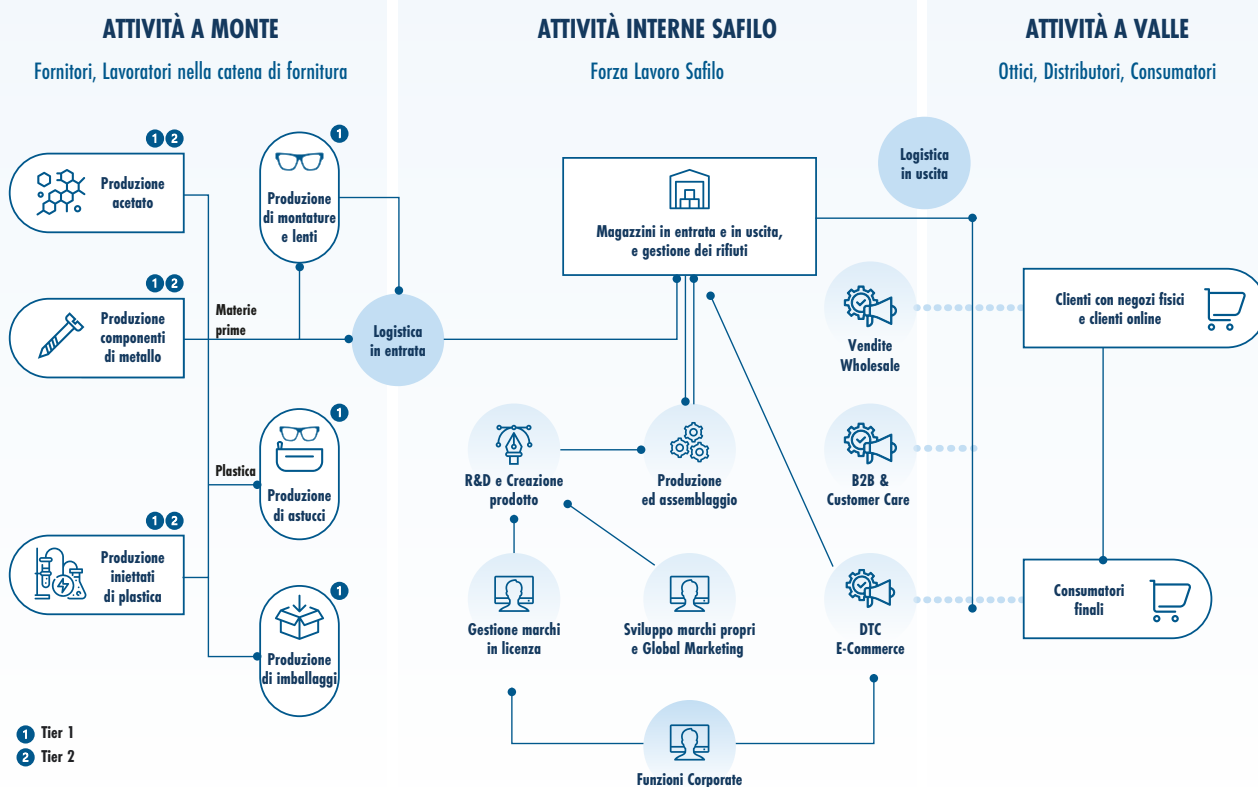 ATTIVITÀ A MONTE
Fornitori, Lavoratori nella catena di fornitura
1 2
Produzione
acetato
1 2
Produzione
componenti
di metallo
1 2
Produzione
iniettati
di plastica
1
Produzione
di montature
e lenti
Materie
prime
1
Plastica
Produzione
di astucci
1
Produzione
di imballaggi
1 Tier 1
2 Tier 2
Logistica
in entrata
ATTIVITÀ INTERNE SAFILO
Forza Lavoro Safilo
Magazzini in entrata e in uscita,
e gestione dei rifiuti
R&D e Creazione
prodotto
Produzione
ed assemblaggio
Gestione marchi
in licenza
Sviluppo marchi propri
e Global Marketing
Vendite
Wholesale
B2B &
Customer Care
DTC
E-Commerce
Funzioni Corporate
Logistica
in uscita
ATTIVITÀ A VALLE
Ottici, Distributori, Consumatori
Clienti con negozi fisici
e clienti online
Consumatori
finali